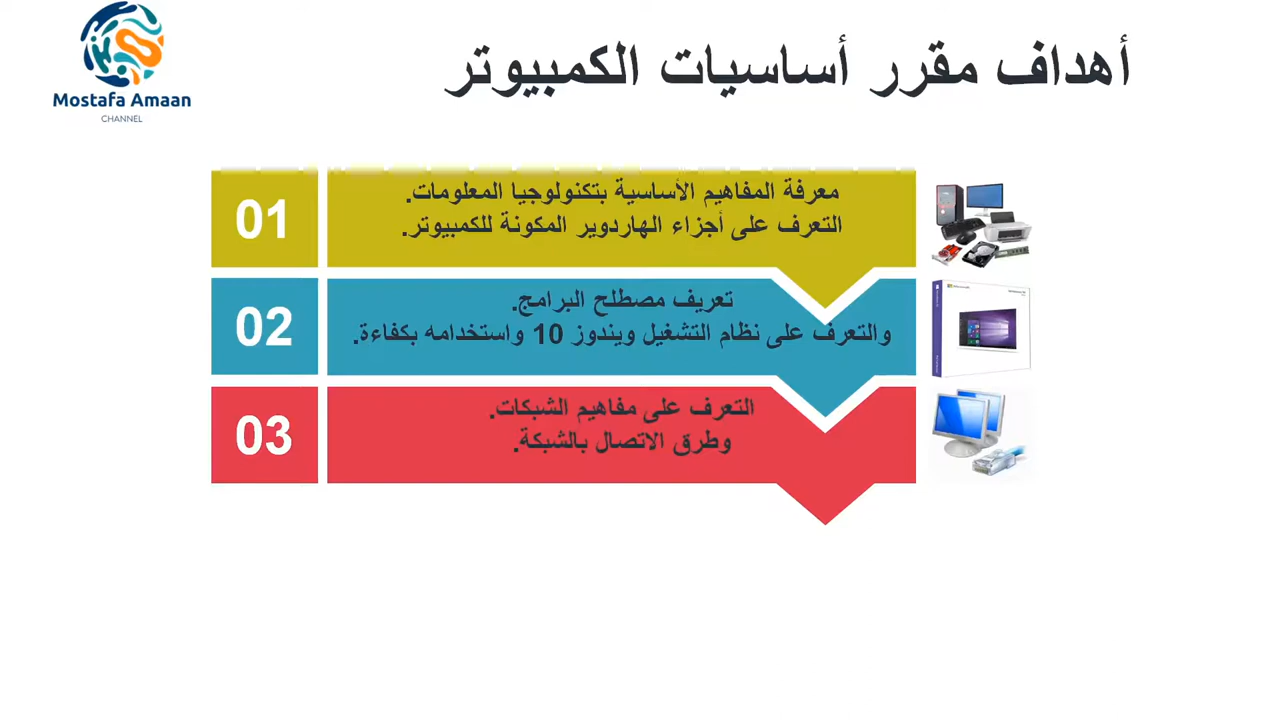 Mostafa Amaan
CHANNEL
أهداف مقرر أساسيات الكمبيوتر
01
معرفة المفاهيم الأساسية بتكنولوجيا المعلومات.
التعرف على أجزاء الهاردوير المكونة للكمبيوتر.
02
تعريف مصطلح البرامج.
والتعرف على نظام التشغيل ويندوز 10 واستخدامه بكفاءة.
03
التعرف على مفاهيم الشبكات.
وطرق الاتصال بالشبكة.